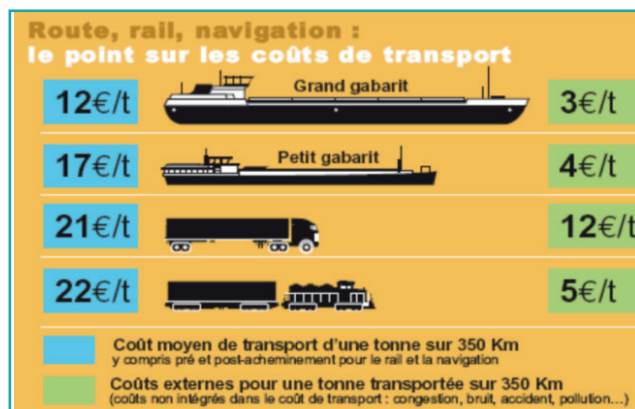 Route, rail, navigation :
le point sur les coûts de transport
12€/t Grand gabarit 3€/t
17€/t Petit gabarit 4€/t
21€/t 12€/t
22€/t 5€/t
Coût moyen de transport d'une tonne sur 350 Km
y compris pré et post-acheminement pour le rail et la navigation
Coûts externes pour une tonne transportée sur 350 Km
(coûts non intégrés dans le coût de transport : congestion, bruit, accident, pollution...)